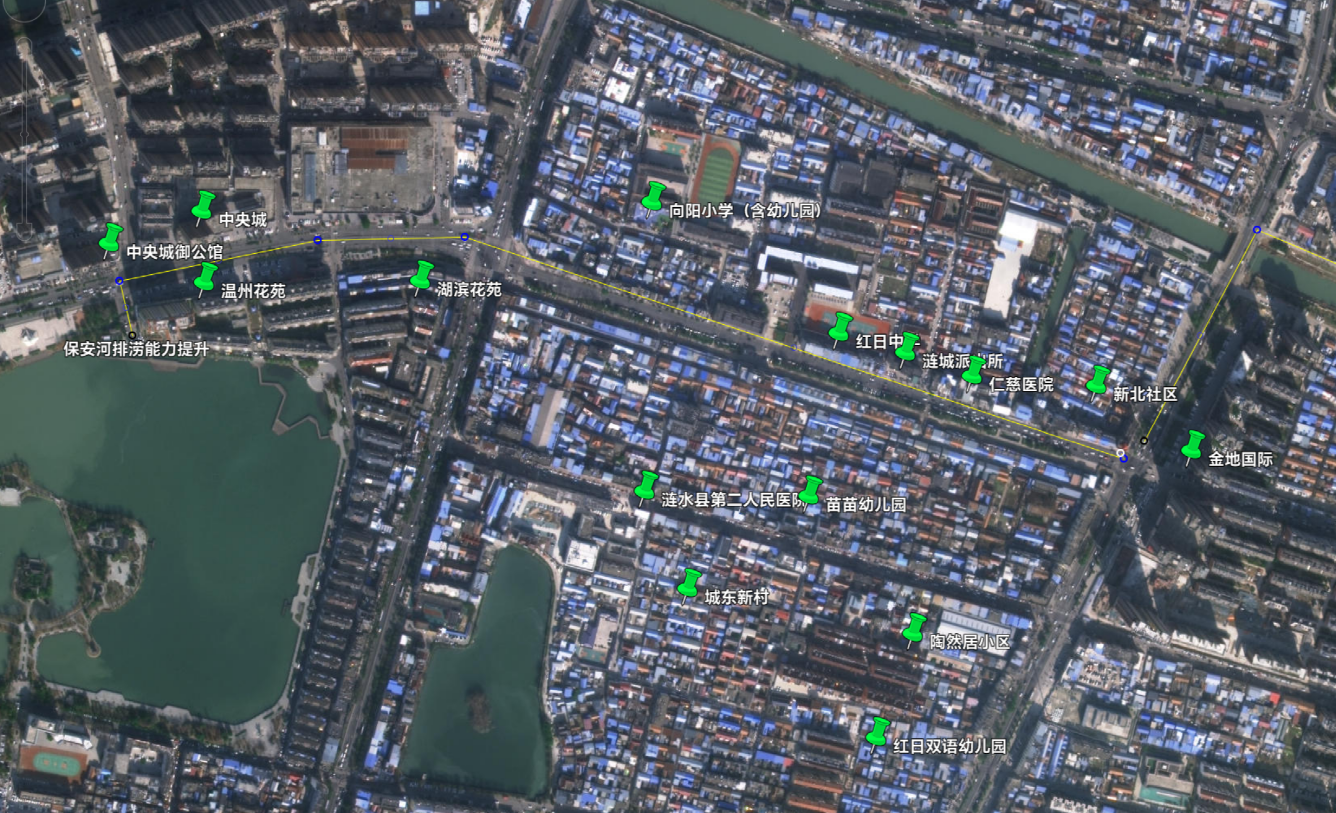 向阳小学（含幼儿园）
中央城
中央城御公馆
温州花苑
湖滨花苑
保安河排涝能力提升
红日中
涟城派 所
仁慈医院
新北社区
金地国际
涟水县第二人民医院
苗苗幼儿园
城东新村
陶然居小区
红日双语幼儿园